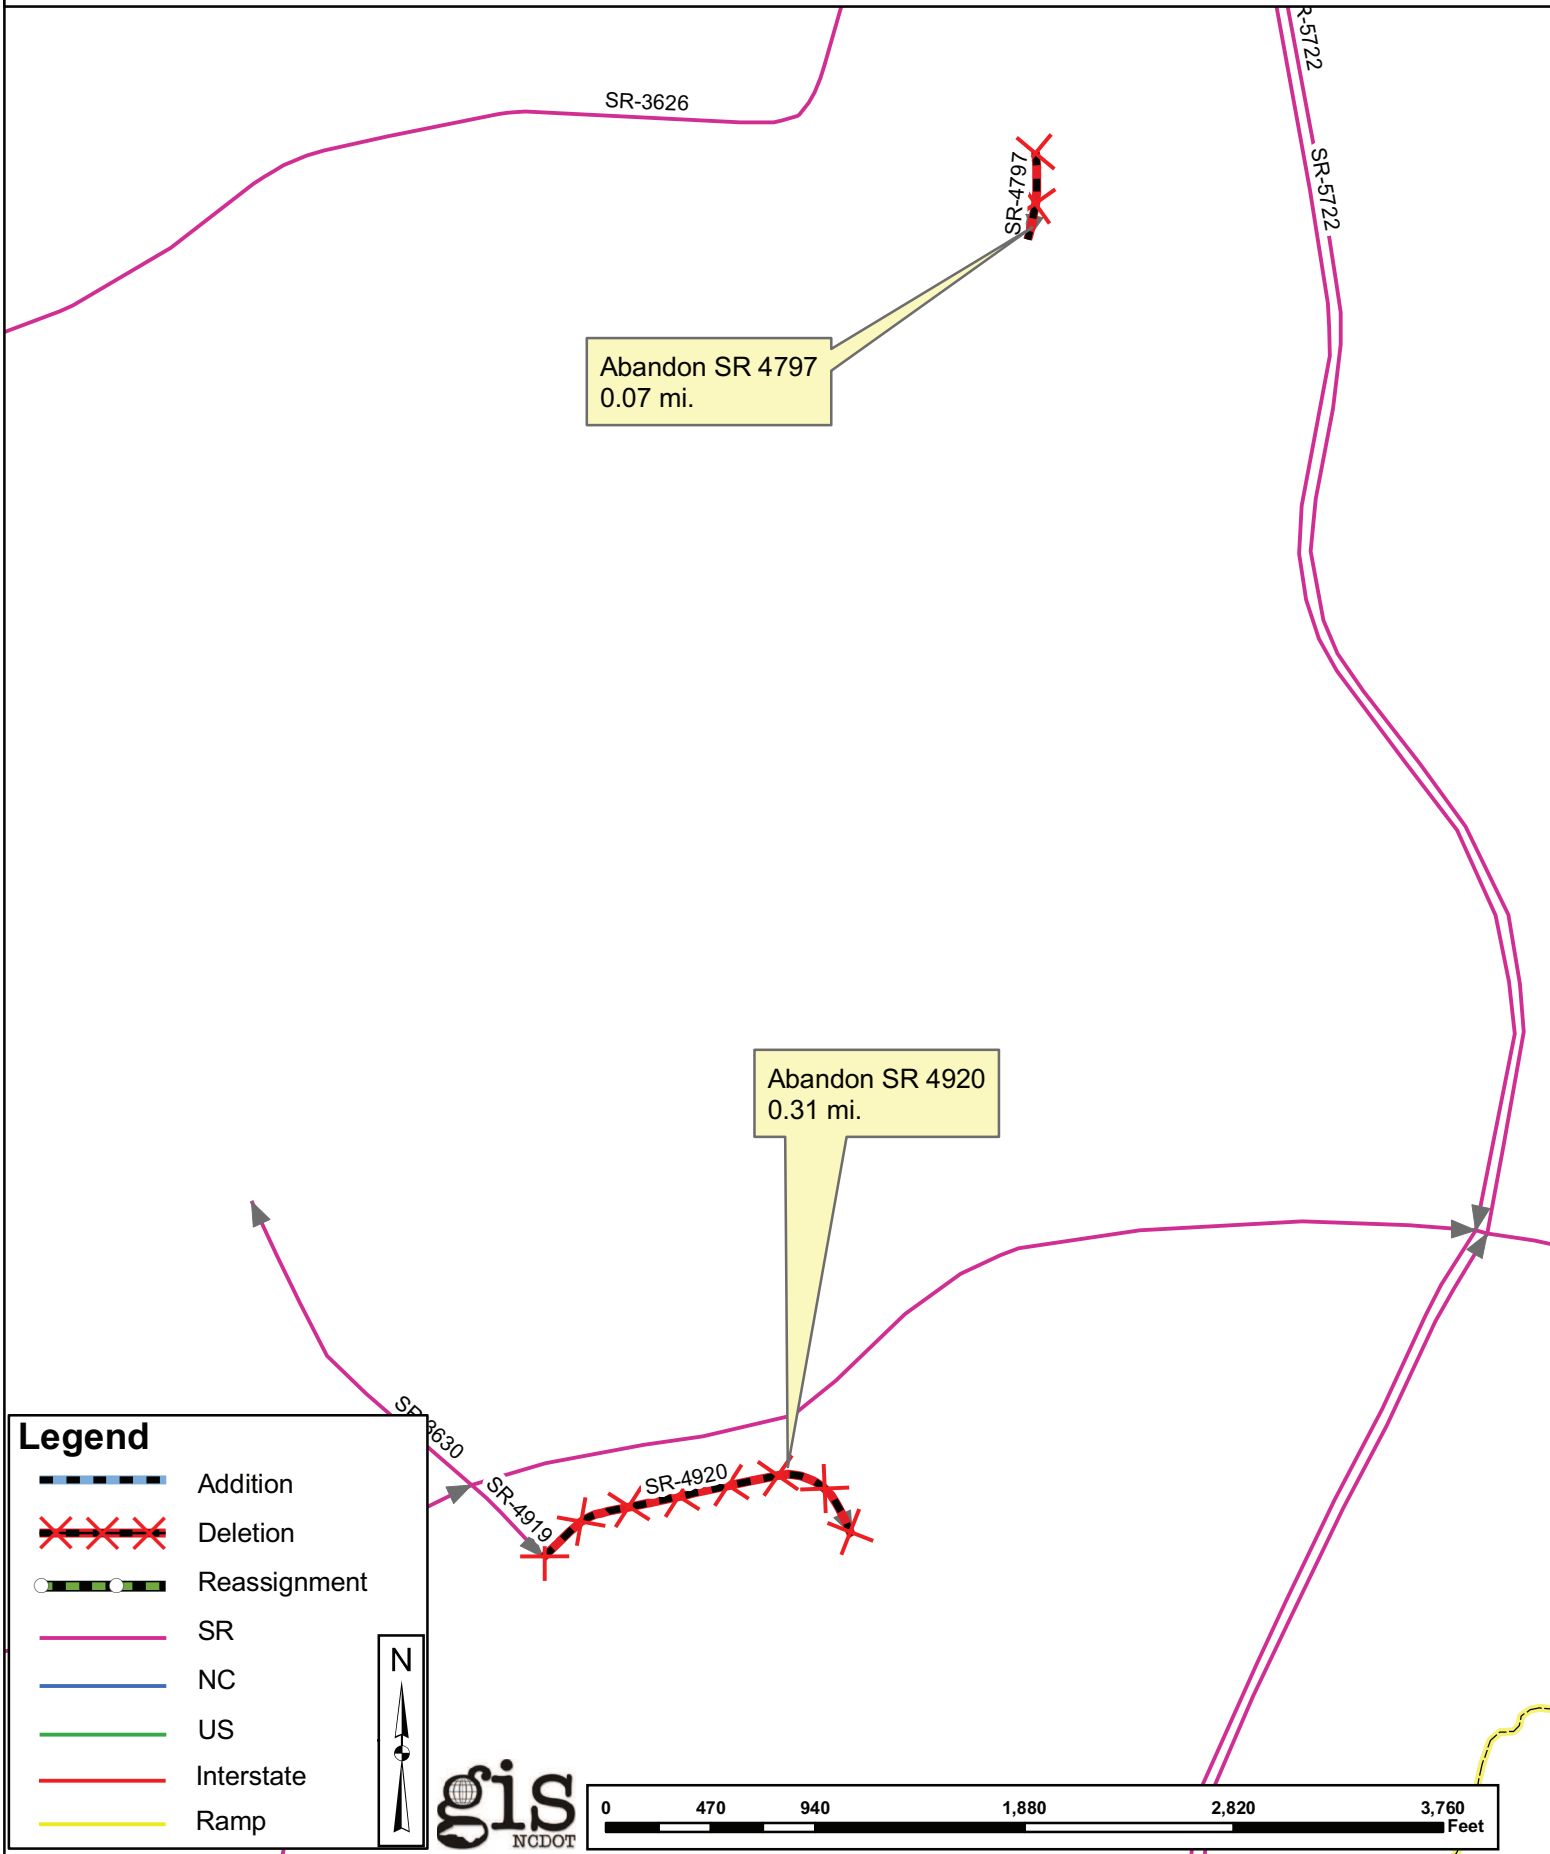 R-5722
SR-3626
SR-5722
SR-4797
Abandon SR 4797
0.07 mi.
Abandon SR 4920
0.31 mi.
SR-3630
SR-4920
SR-4919
Legend
Addition
Deletion
Reassignment
SR
NC
US
Interstate
Ramp
N
gis
NCDOT
0 470 940 1,880 2,820 3,760
Feet